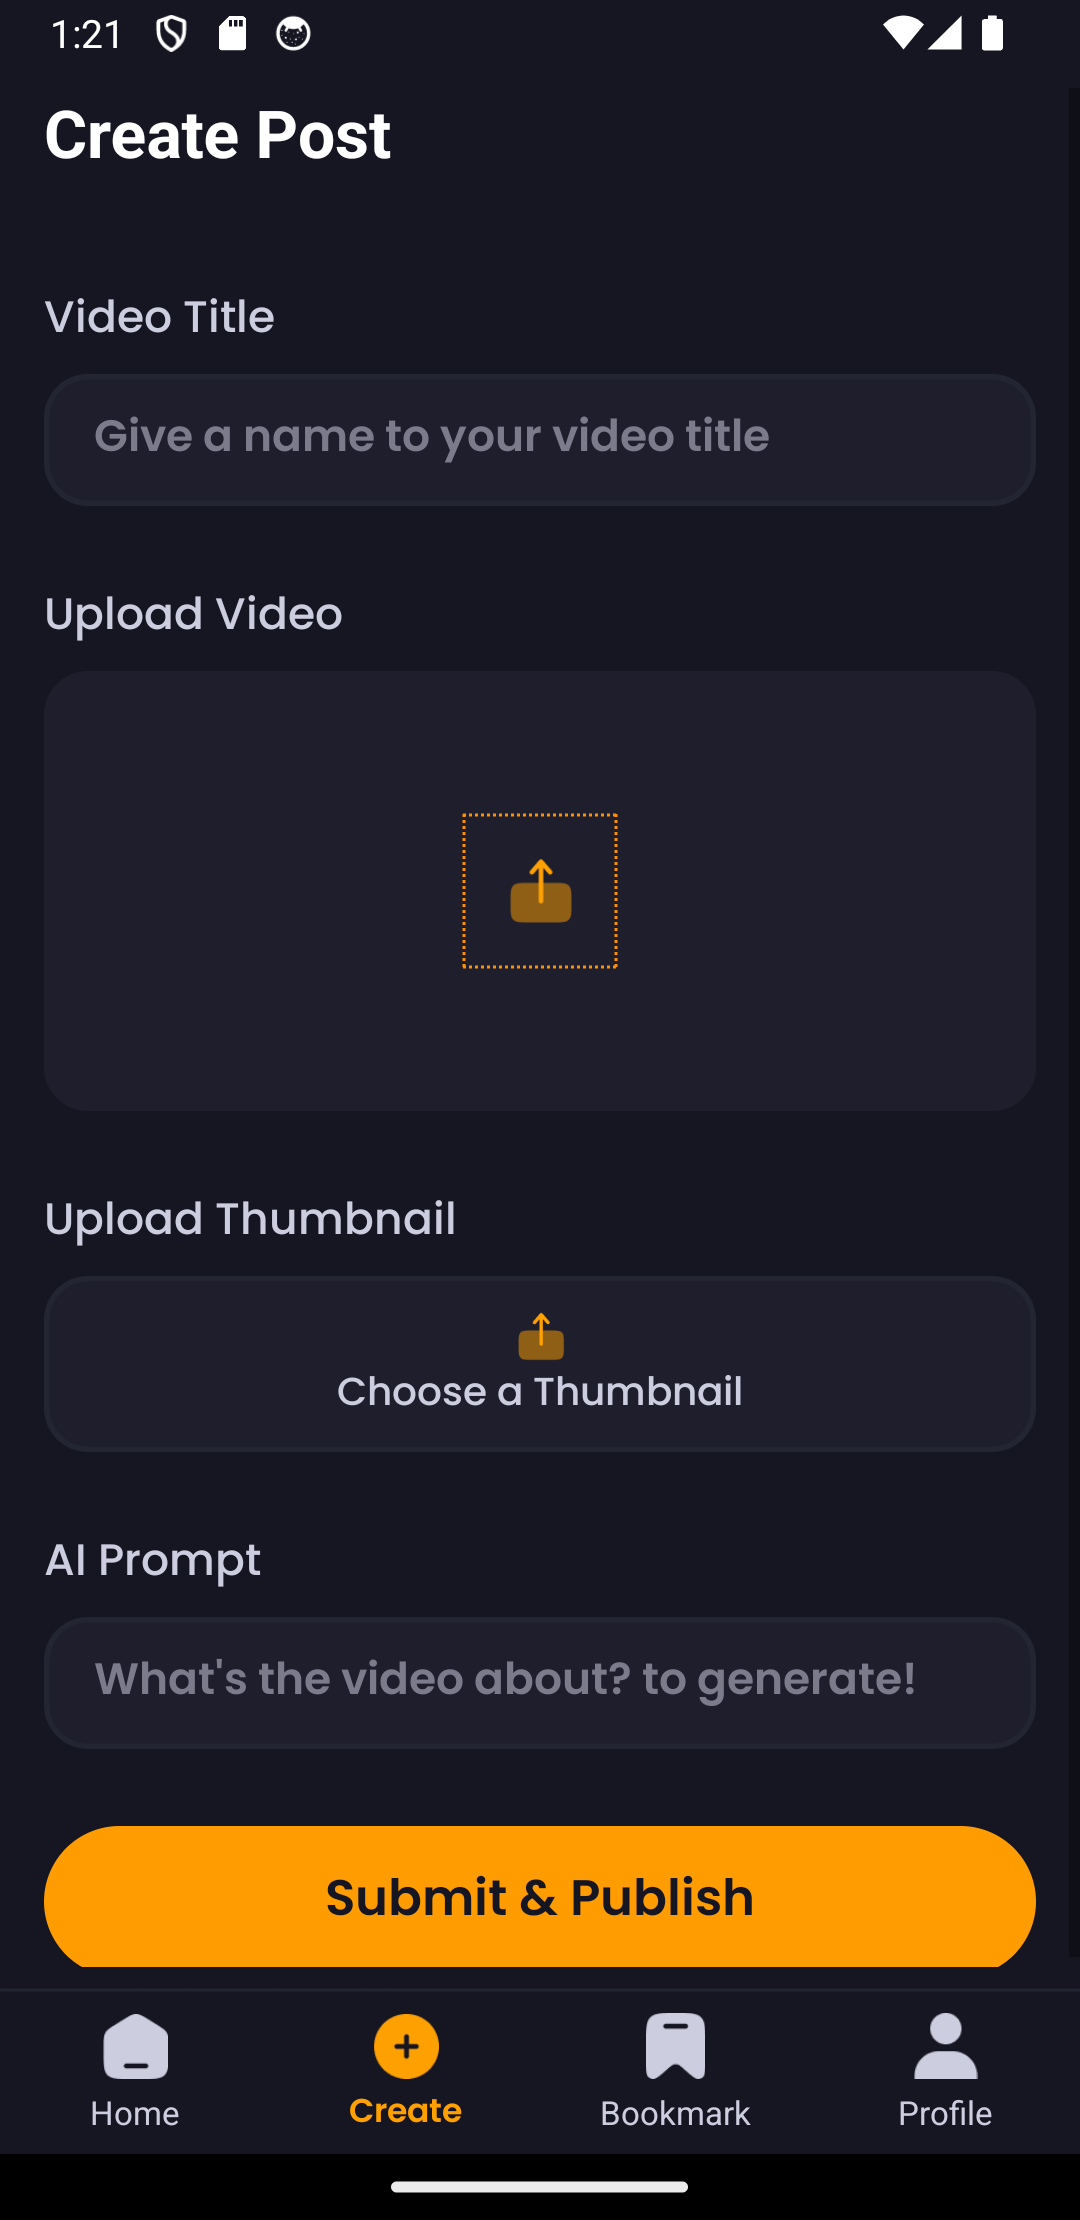 1:21
Create Post
Video Title
Give a name to your video title
Upload Video
Upload Thumbnail
Choose a Thumbnail
AI Prompt
What's the video about? to generate!
Submit & Publish
Home
Create
Bookmark
Profile